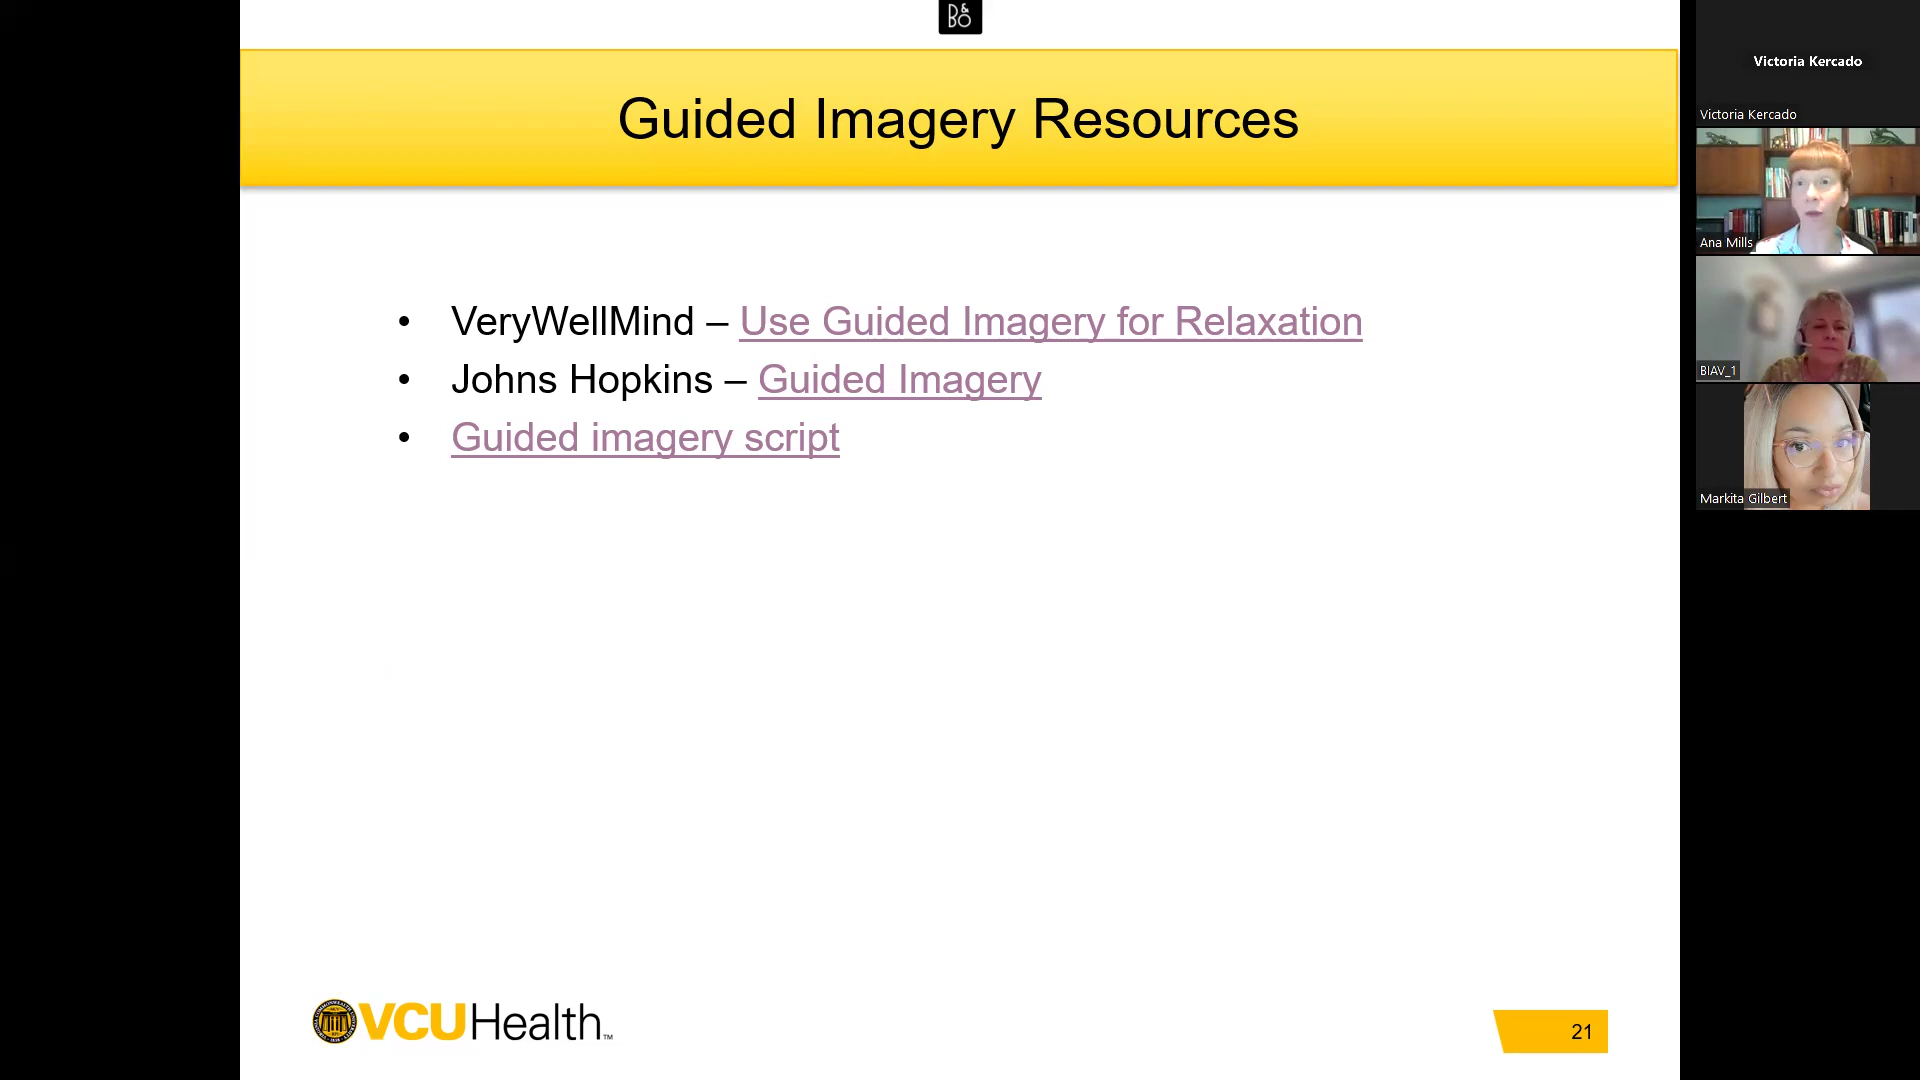 B&O
Guided Imagery Resources
• VeryWellMind – Use Guided Imagery for Relaxation
• Johns Hopkins – Guided Imagery
• Guided imagery script
VCUHealth™
21
Victoria Kercado
Victoria Kercado
Ana Mills
BIAV_1
Markita Gilbert